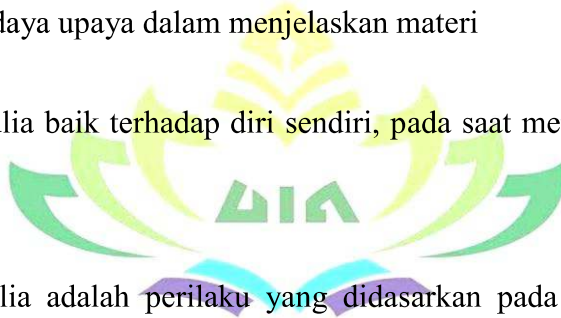 daya upaya dalam menjelaskan materi
lia baik terhadap diri sendiri, pada saat me
UIN
lia adalah perilaku yang didasarkan pada